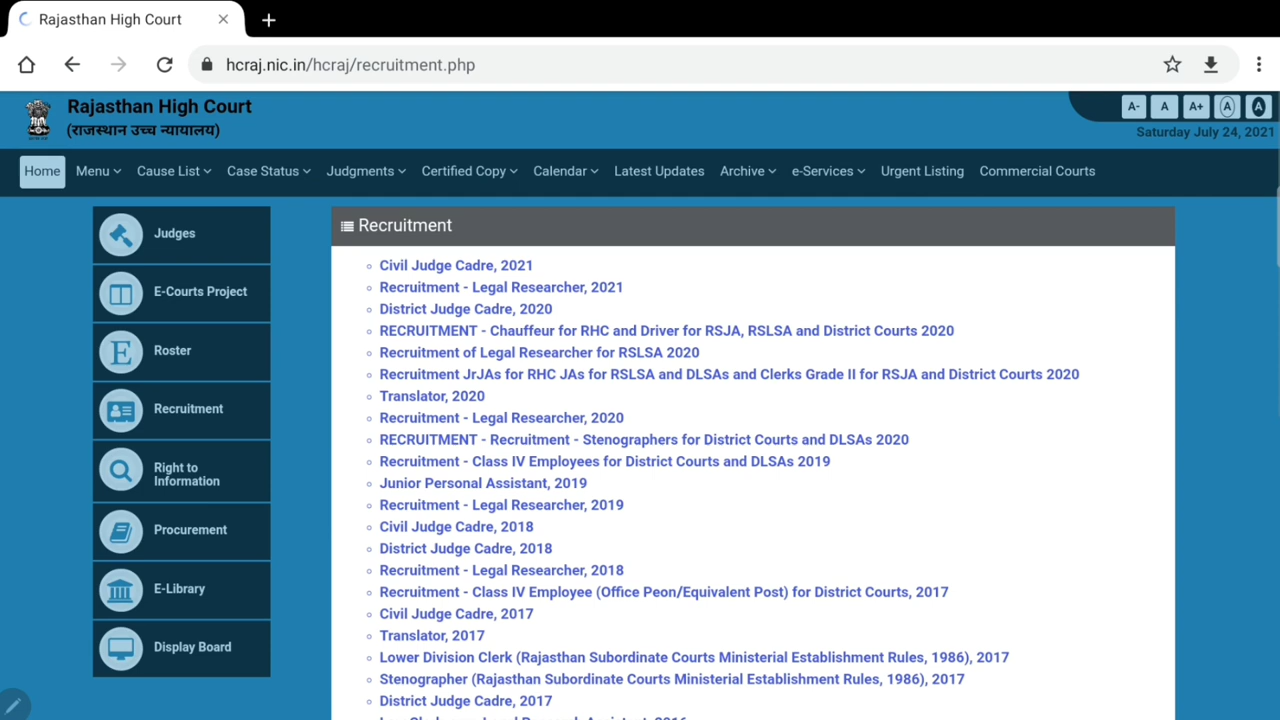 Rajasthan High Court
hcraj.nic.in/hcraj/recruitment.php
Rajasthan High Court
(राजस्थान उच्च न्यायालय)
A- A A+ A A
Saturday July 24, 2021
Home Menu Cause List Case Status Judgments Certified Copy Calendar Latest Updates Archive e-Services Urgent Listing Commercial Courts
Judges
E-Courts Project
E
Roster
Recruitment
Right to
Information
Procurement
E-Library
Display Board
Recruitment
Civil Judge Cadre, 2021
Recruitment - Legal Researcher, 2021
District Judge Cadre, 2020
RECRUITMENT - Chauffeur for RHC and Driver for RSJA, RSLSA and District Courts 2020
Recruitment of Legal Researcher for RSLSA 2020
Recruitment JrJAs for RHC JAs for RSLSA and DLSAs and Clerks Grade II for RSJA and District Courts 2020
Translator, 2020
Recruitment - Legal Researcher, 2020
RECRUITMENT - Recruitment - Stenographers for District Courts and DLSAs 2020
Recruitment - Class IV Employees for District Courts and DLSAs 2019
Junior Personal Assistant, 2019
Recruitment - Legal Researcher, 2019
Civil Judge Cadre, 2018
District Judge Cadre, 2018
Recruitment - Legal Researcher, 2018
Recruitment - Class IV Employee (Office Peon/Equivalent Post) for District Courts, 2017
Civil Judge Cadre, 2017
Translator, 2017
Lower Division Clerk (Rajasthan Subordinate Courts Ministerial Establishment Rules, 1986), 2017
Stenographer (Rajasthan Subordinate Courts Ministerial Establishment Rules, 1986), 2017
District Judge Cadre, 2017